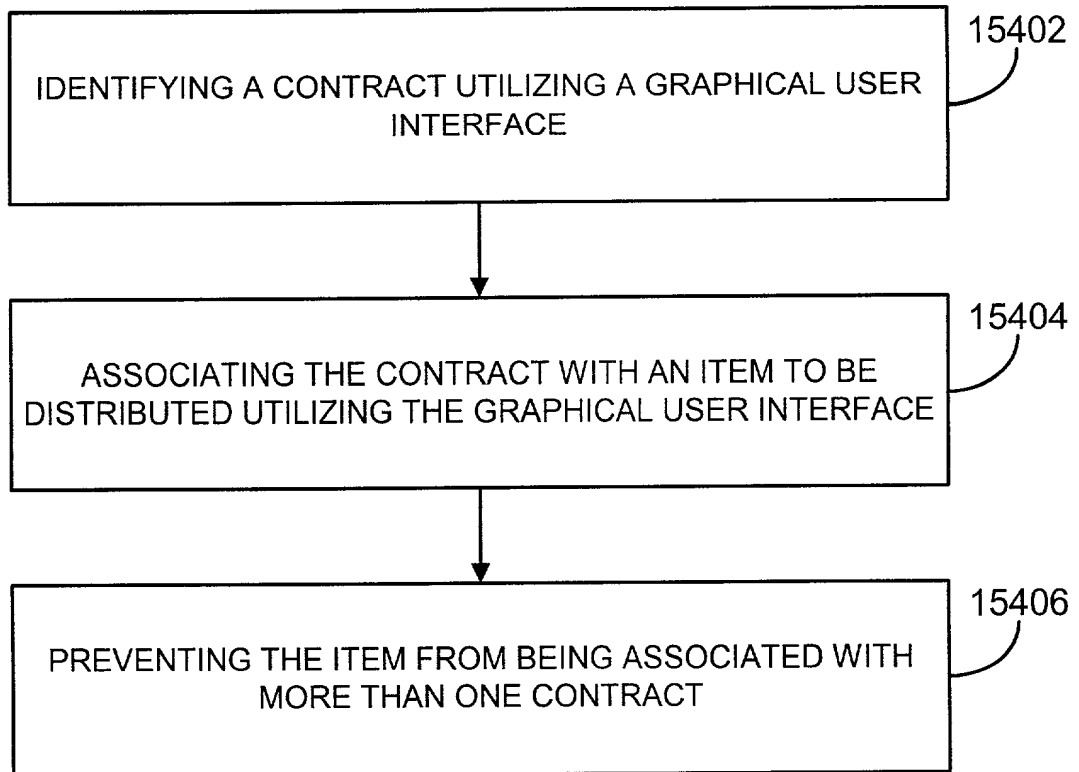 15402
IDENTIFYING A CONTRACT UTILIZING A GRAPHICAL USER
INTERFACE
15404
ASSOCIATING THE CONTRACT WITH AN ITEM TO BE
DISTRIBUTED UTILIZING THE GRAPHICAL USER INTERFACE
15406
PREVENTING THE ITEM FROM BEING ASSOCIATED WITH
MORE THAN ONE CONTRACT